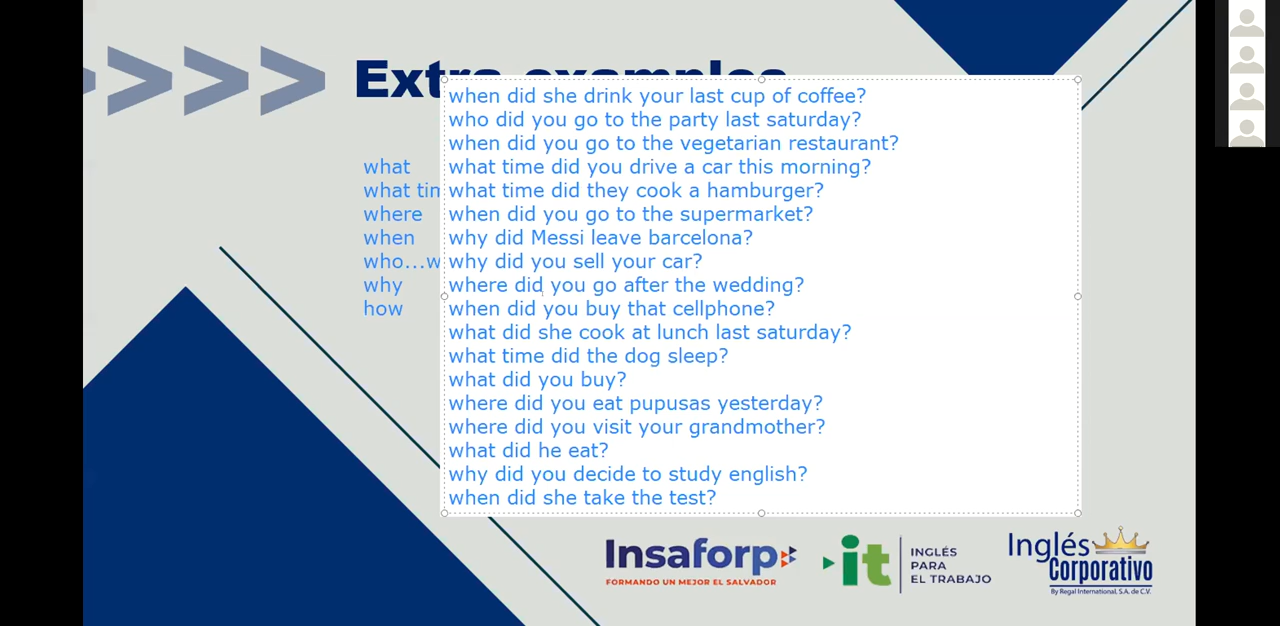 Extra examples
what
what tim
where
when
who...w
why
how
when did she drink your last cup of coffee?
who did you go to the party last saturday?
when did you go to the vegetarian restaurant?
what time did you drive a car this morning?
what time did they cook a hamburger?
when did you go to the supermarket?
why did Messi leave barcelona?
why did you sell your car?
where did you go after the wedding?
when did you buy that cellphone?
what did she cook at lunch last saturday?
what time did the dog sleep?
what did you buy?
where did you eat pupusas yesterday?
where did you visit your grandmother?
what did he eat?
why did you decide to study english?
when did she take the test?
Insaforp
FORMANDO UN MEJOR EL SALVADOR
it
INGLÉS
PARA
EL TRABAJO
Inglés
Corporativo
By Regal International, S.A. de C.V.